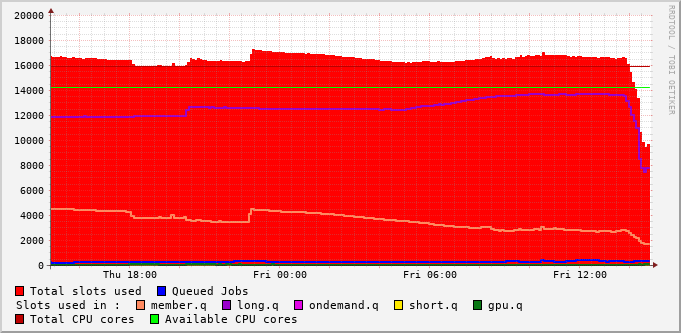 20000
18000
16000
14000
12000
10000
8000
6000
4000
2000
0
Thu 18:00 Fri 00:00 Fri 06:00 Fri 12:00
RRDTOOL / TOBI OETIKER
Total slots used Queued Jobs
Slots used in : member.q long.q ondemand.q short.q gpu.q
Total CPU cores Available CPU cores